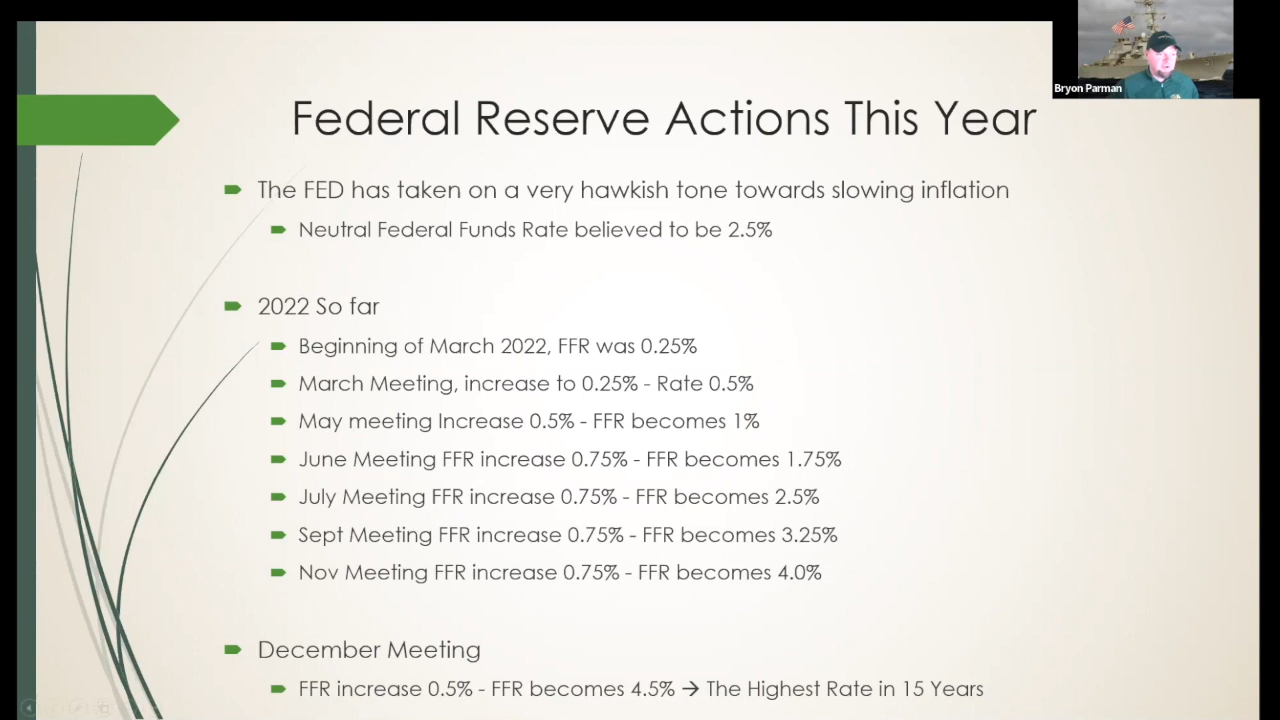 Bryon Parman
Federal Reserve Actions This Year
The FED has taken on a very hawkish tone towards slowing inflation
Neutral Federal Funds Rate believed to be 2.5%
2022 So far
Beginning of March 2022, FFR was 0.25%
March Meeting, increase to 0.25% - Rate 0.5%
May meeting Increase 0.5% - FFR becomes 1%
June Meeting FFR increase 0.75% - FFR becomes 1.75%
July Meeting FFR increase 0.75% - FFR becomes 2.5%
Sept Meeting FFR increase 0.75% - FFR becomes 3.25%
Nov Meeting FFR increase 0.75% - FFR becomes 4.0%
December Meeting
FFR increase 0.5% - FFR becomes 4.5% → The Highest Rate in 15 Years